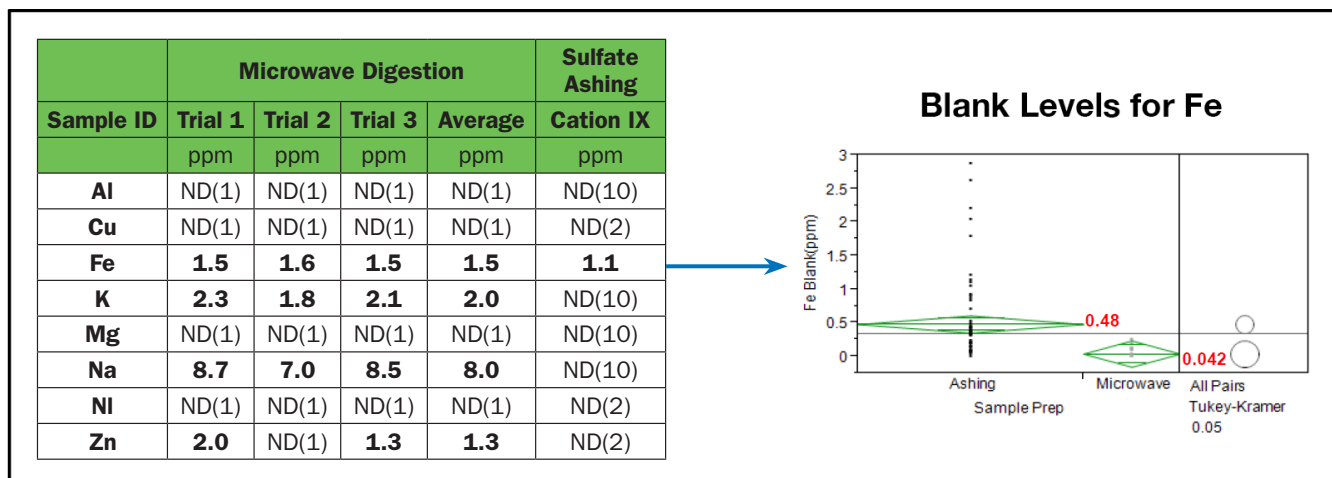 Microwave Digestion Sulfate Ashing
Sample ID Trial 1 Trial 2 Trial 3 Average Cation IX
ppm ppm ppm ppm ppm
Al ND(1) ND(1) ND(1) ND(1) ND(10)
Cu ND(1) ND(1) ND(1) ND(1) ND(2)
Fe 1.5 1.6 1.5 1.5 1.1
K 2.3 1.8 2.1 2.0 ND(10)
Mg ND(1) ND(1) ND(1) ND(1) ND(10)
Na 8.7 7.0 8.5 8.0 ND(10)
NI ND(1) ND(1) ND(1) ND(1) ND(2)
Zn 2.0 ND(1) 1.3 1.3 ND(2)
Blank Levels for Fe
Fe Blank(ppm)
3
2.5
2
1.5
1
0.5
0
0.48
0.042
Ashing Microwave All Pairs
Sample Prep Tukey-Kramer
0.05